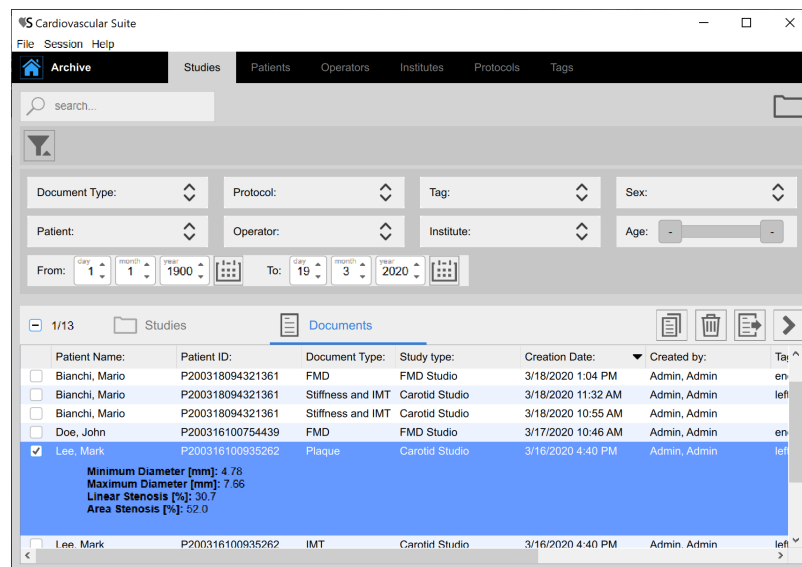 S Cardiovascular Suite
File Session Help
Archive Studies Patients Operators Institutes Protocols Tags
search...
Document Type: Protocol: Tag: Sex:
Patient: Operator: Institute: Age: - -
From: day 1 month 1 year 1900 To: day 19 month 3 year 2020
1/13 Studies Documents
Patient Name: Patient ID: Document Type: Study type: Creation Date: Created by: Tag
Bianchi, Mario P200318094321361 FMD FMD Studio 3/18/2020 1:04 PM Admin, Admin en
Bianchi, Mario P200318094321361 Stiffness and IMT Carotid Studio 3/18/2020 11:32 AM Admin, Admin left
Bianchi, Mario P200318094321361 Stiffness and IMT Carotid Studio 3/18/2020 10:55 AM Admin, Admin
Doe, John P200316100754439 FMD FMD Studio 3/17/2020 10:46 AM Admin, Admin en
Lee, Mark P200316100935262 Plaque Carotid Studio 3/16/2020 4:40 PM Admin, Admin left
Minimum Diameter [mm]: 4.78
Maximum Diameter [mm]: 7.66
Linear Stenosis [%]: 30.7
Area Stenosis [%]: 52.0
Lee, Mark P200316100935262 IMT Carotid Studio 3/16/2020 4:40 PM Admin, Admin left